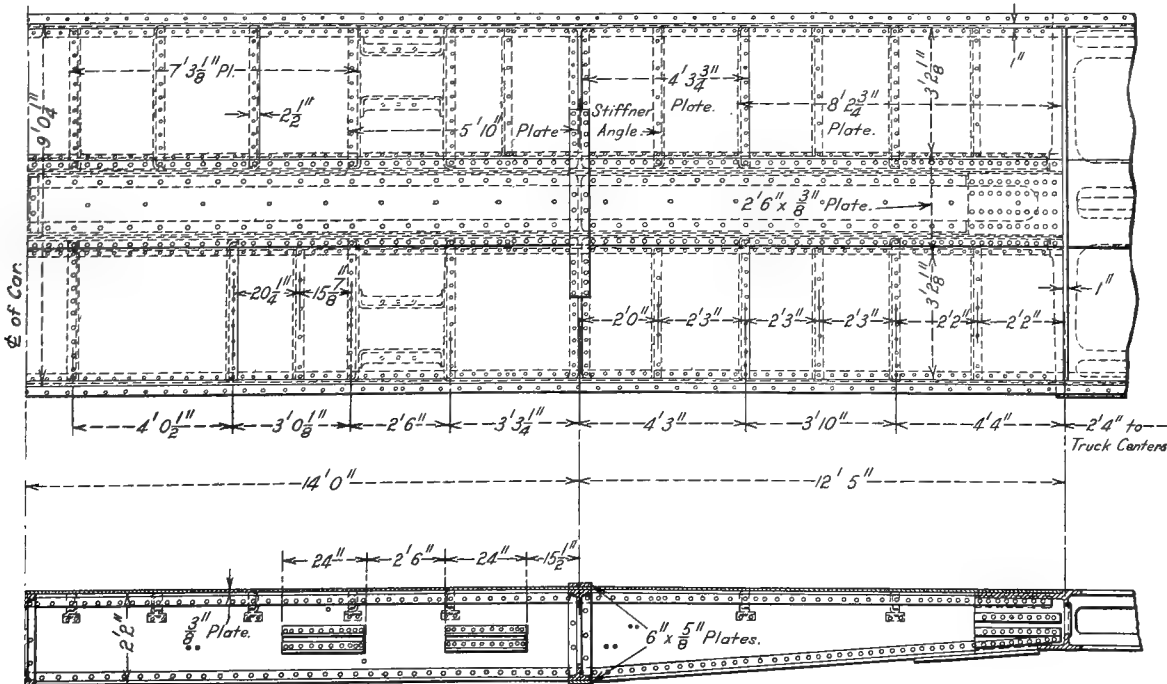 7'3 1/8" Pl.
4'3 3/4"
Plate.
3'2 1/8"
1"
9'0 1/4"
2 1/2"
Stiffner
Angle.
8'2 3/4"
Plate.
5'10" Plate
2'6" x 3/8" Plate.
℄ of Car.
20 1/4"
15 7/8"
3'2 1/8"
1"
2'0"
2'3"
2'3"
2'3"
2'2"
2'2"
4'0 1/2"
3'0 1/8"
2'6"
3'3 1/4"
4'3"
3'10"
4'4"
2'4" to
Truck Centers
14'0"
12'5"
24"
2'6"
24"
15 1/2"
2'2"
3/8"
Plate.
6" x 5/8" Plates.